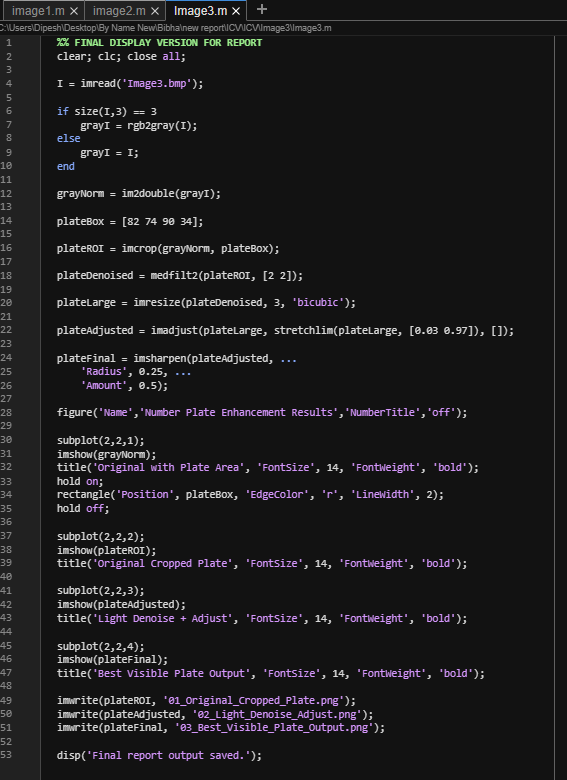 image1.m × image2.m × Image3.m × +
C:\Users\Dipesh\Desktop\By Name New\Bibha\new report\ICV\ICV\Image3\Image3.m
1 %% FINAL DISPLAY VERSION FOR REPORT
2 clear; clc; close all;
3
4 I = imread('Image3.bmp');
5
6 if size(I,3) == 3
7 grayI = rgb2gray(I);
8 else
9 grayI = I;
10 end
11
12 grayNorm = im2double(grayI);
13
14 plateBox = [82 74 90 34];
15
16 plateROI = imcrop(grayNorm, plateBox);
17
18 plateDenoised = medfilt2(plateROI, [2 2]);
19
20 plateLarge = imresize(plateDenoised, 3, 'bicubic');
21
22 plateAdjusted = imadjust(plateLarge, stretchlim(plateLarge, [0.03 0.97]), []);
23
24 plateFinal = imsharpen(plateAdjusted, ...
25 'Radius', 0.25, ...
26 'Amount', 0.5);
27
28 figure('Name','Number Plate Enhancement Results','NumberTitle','off');
29
30 subplot(2,2,1);
31 imshow(grayNorm);
32 title('Original with Plate Area', 'FontSize', 14, 'FontWeight', 'bold');
33 hold on;
34 rectangle('Position', plateBox, 'EdgeColor', 'r', 'LineWidth', 2);
35 hold off;
36
37 subplot(2,2,2);
38 imshow(plateROI);
39 title('Original Cropped Plate', 'FontSize', 14, 'FontWeight', 'bold');
40
41 subplot(2,2,3);
42 imshow(plateAdjusted);
43 title('Light Denoise + Adjust', 'FontSize', 14, 'FontWeight', 'bold');
44
45 subplot(2,2,4);
46 imshow(plateFinal);
47 title('Best Visible Plate Output', 'FontSize', 14, 'FontWeight', 'bold');
48
49 imwrite(plateROI, '01_Original_Cropped_Plate.png');
50 imwrite(plateAdjusted, '02_Light_Denoise_Adjust.png');
51 imwrite(plateFinal, '03_Best_Visible_Plate_Output.png');
52
53 disp('Final report output saved.');